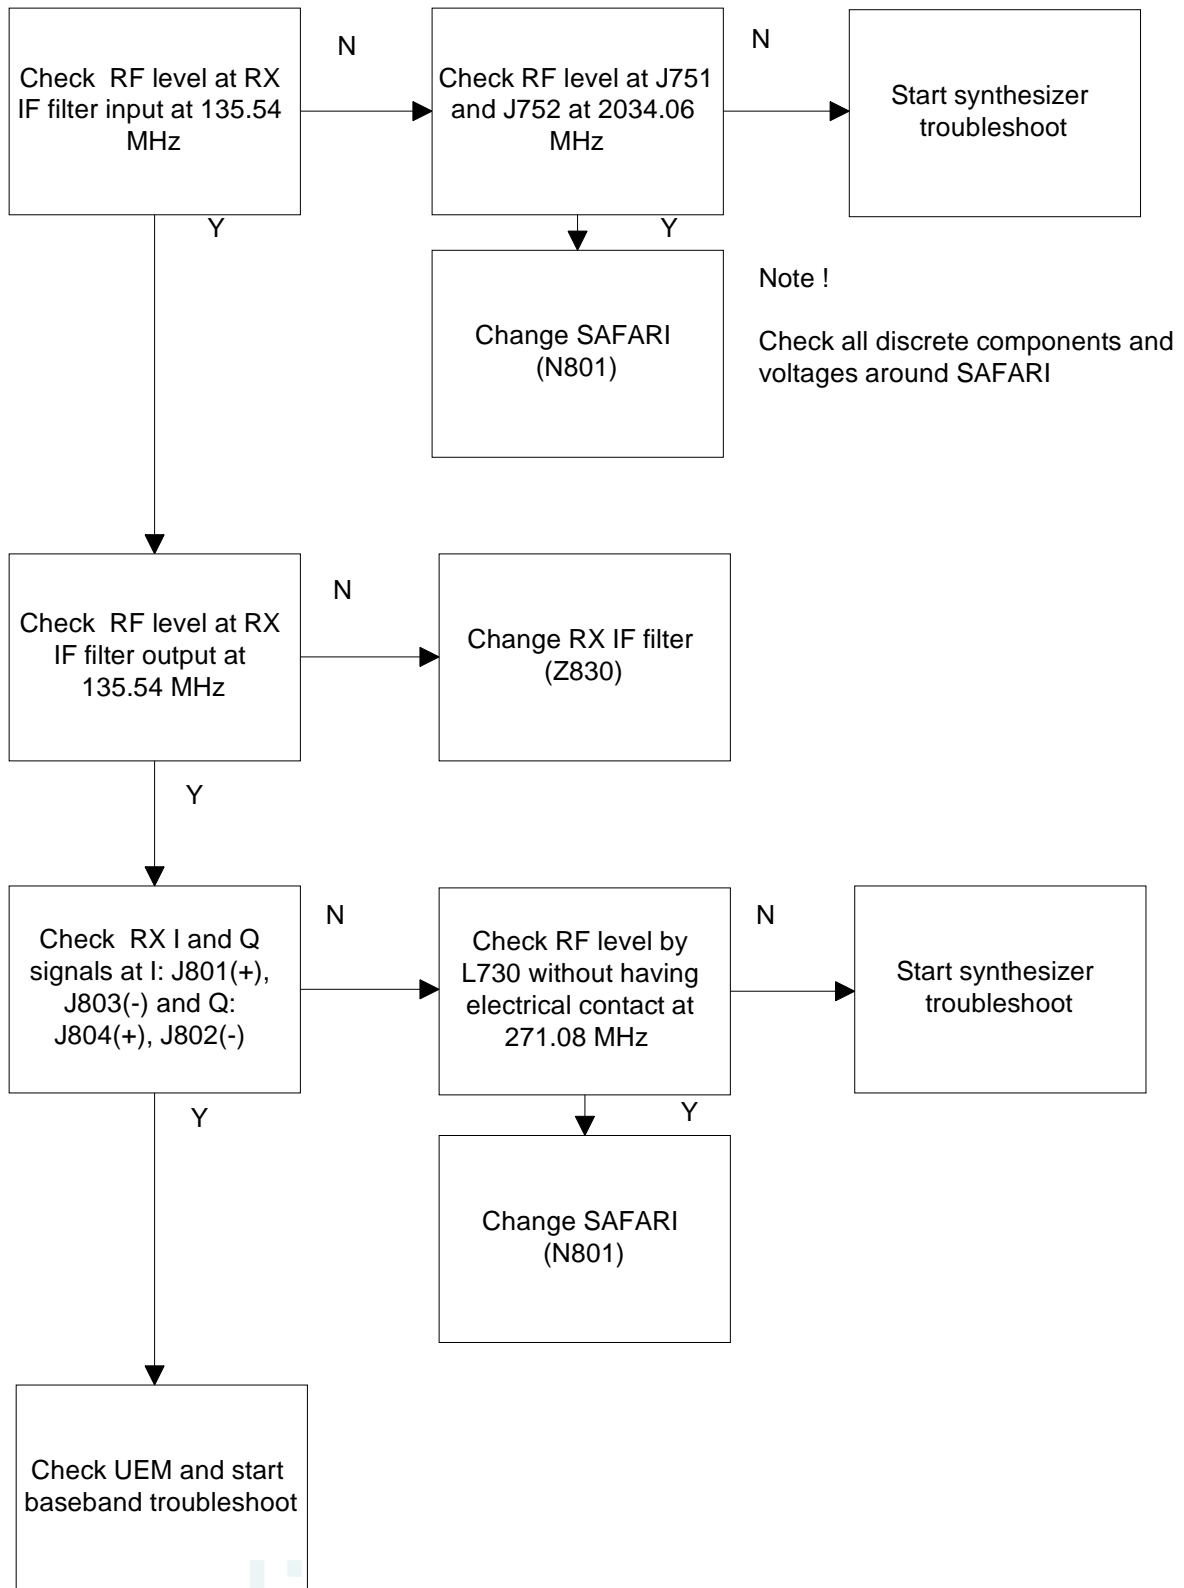 N
N
Check  RF level at RX
IF filter input at 135.54
MHz
Check RF level at J751
and J752 at 2034.06
MHz
Start synthesizer
troubleshoot
Y
Y
Note !
Check all discrete components and
voltages around SAFARI
Change SAFARI
(N801)
N
Check  RF level at RX
IF filter output at
135.54 MHz
Change RX IF filter
(Z830)
Y
N
N
Check  RX I and Q
signals at I: J801(+),
J803(-) and Q:
J804(+), J802(-)
Check RF level by
L730 without having
electrical contact at
271.08 MHz
Start synthesizer
troubleshoot
Y
Y
Change SAFARI
(N801)
Check UEM and start
baseband troubleshoot